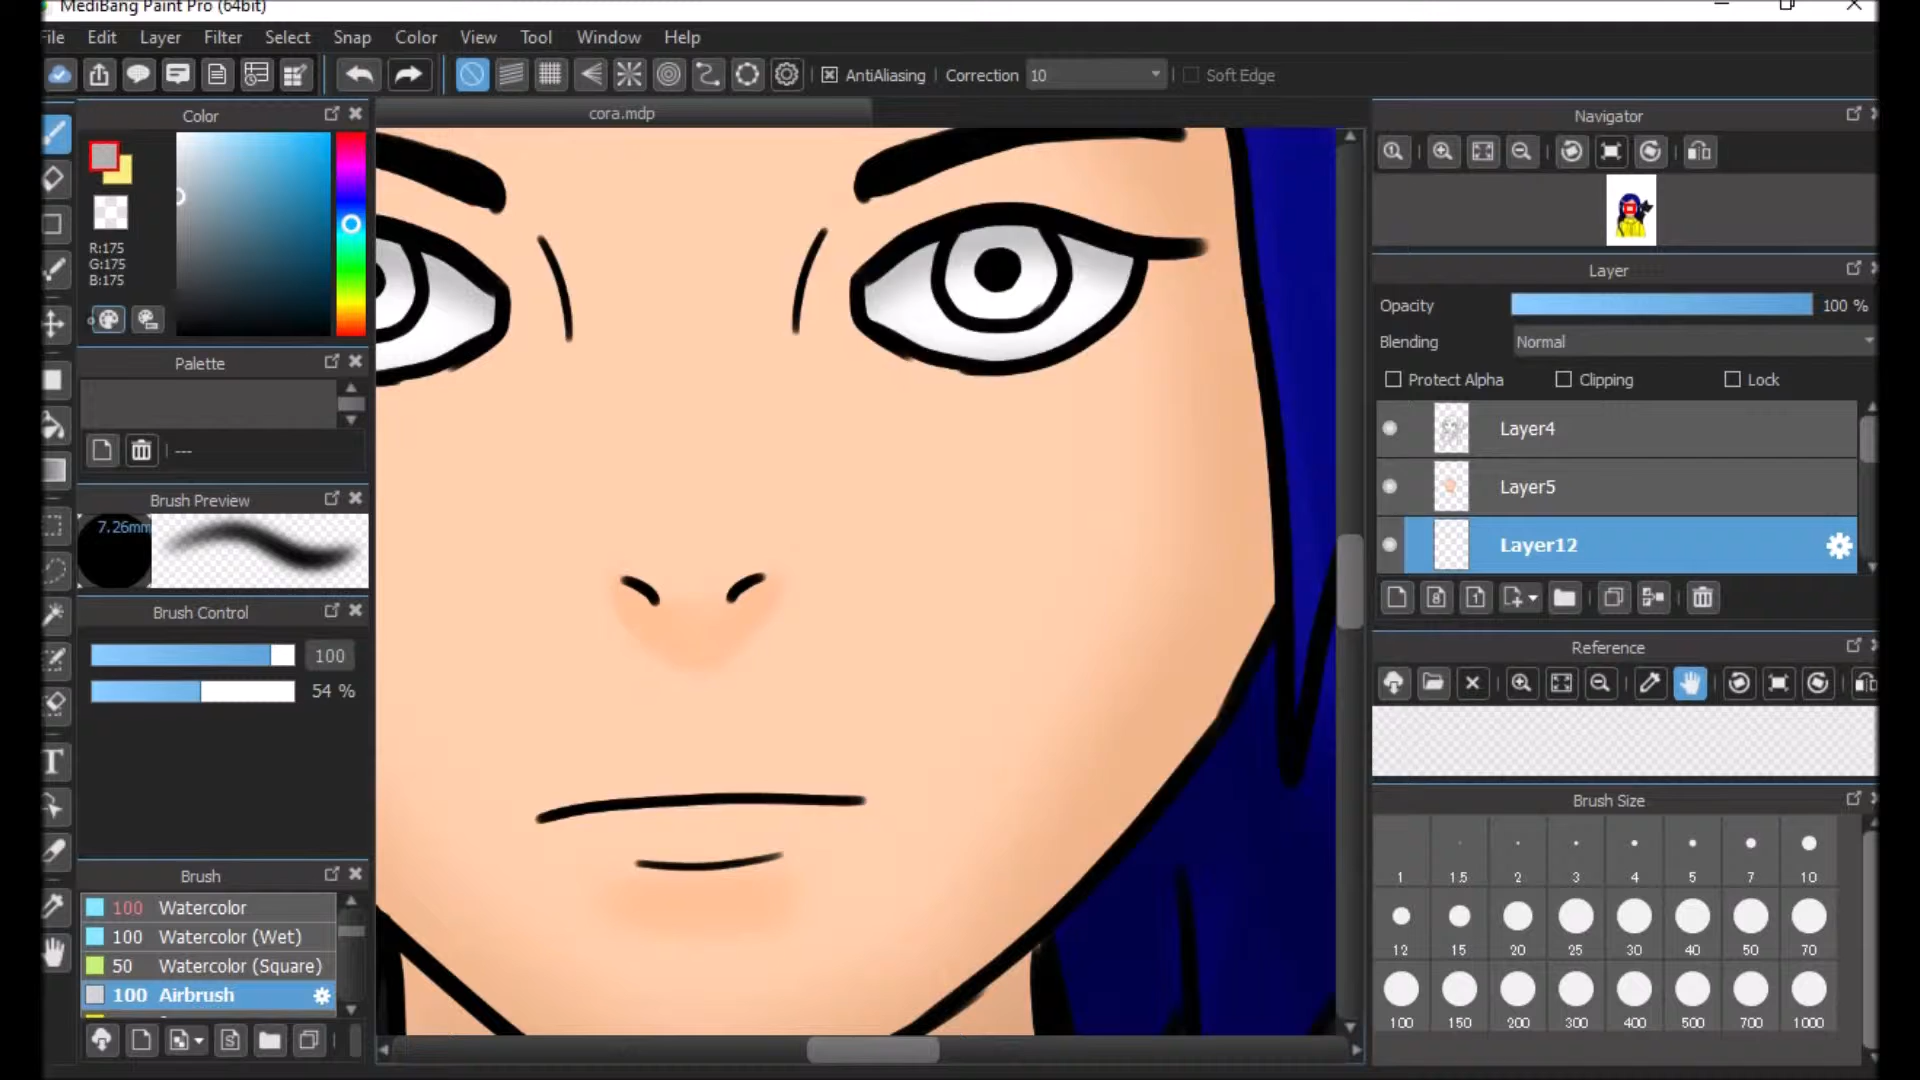 MediBang Paint Pro (64bit)
File Edit Layer Filter Select Snap Color View Tool Window Help
AntiAliasing Correction 10 Soft Edge
Color
R:175
G:175
B:175
Palette
---
Brush Preview
7.26mm
Brush Control
100
54 %
Brush
100 Watercolor
100 Watercolor (Wet)
50 Watercolor (Square)
100 Airbrush
cora.mdp
Navigator
Layer
Opacity 100 %
Blending Normal
Protect Alpha Clipping Lock
Layer4
Layer5
Layer12
8 1
Reference
Brush Size
1 1.5 2 3 4 5 7 10
12 15 20 25 30 40 50 70
100 150 200 300 400 500 700 1000